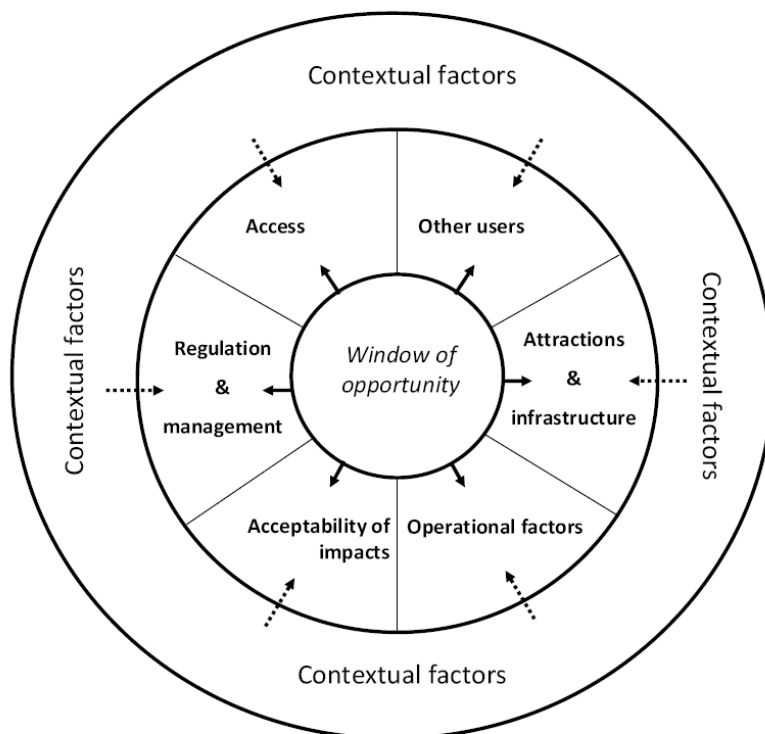 Contextual factors
Access
Other users
Contextual factors
Regulation
&
management
Window of
opportunity
Attractions
&
infrastructure
Contextual factors
Acceptability of
impacts
Operational factors
Contextual factors